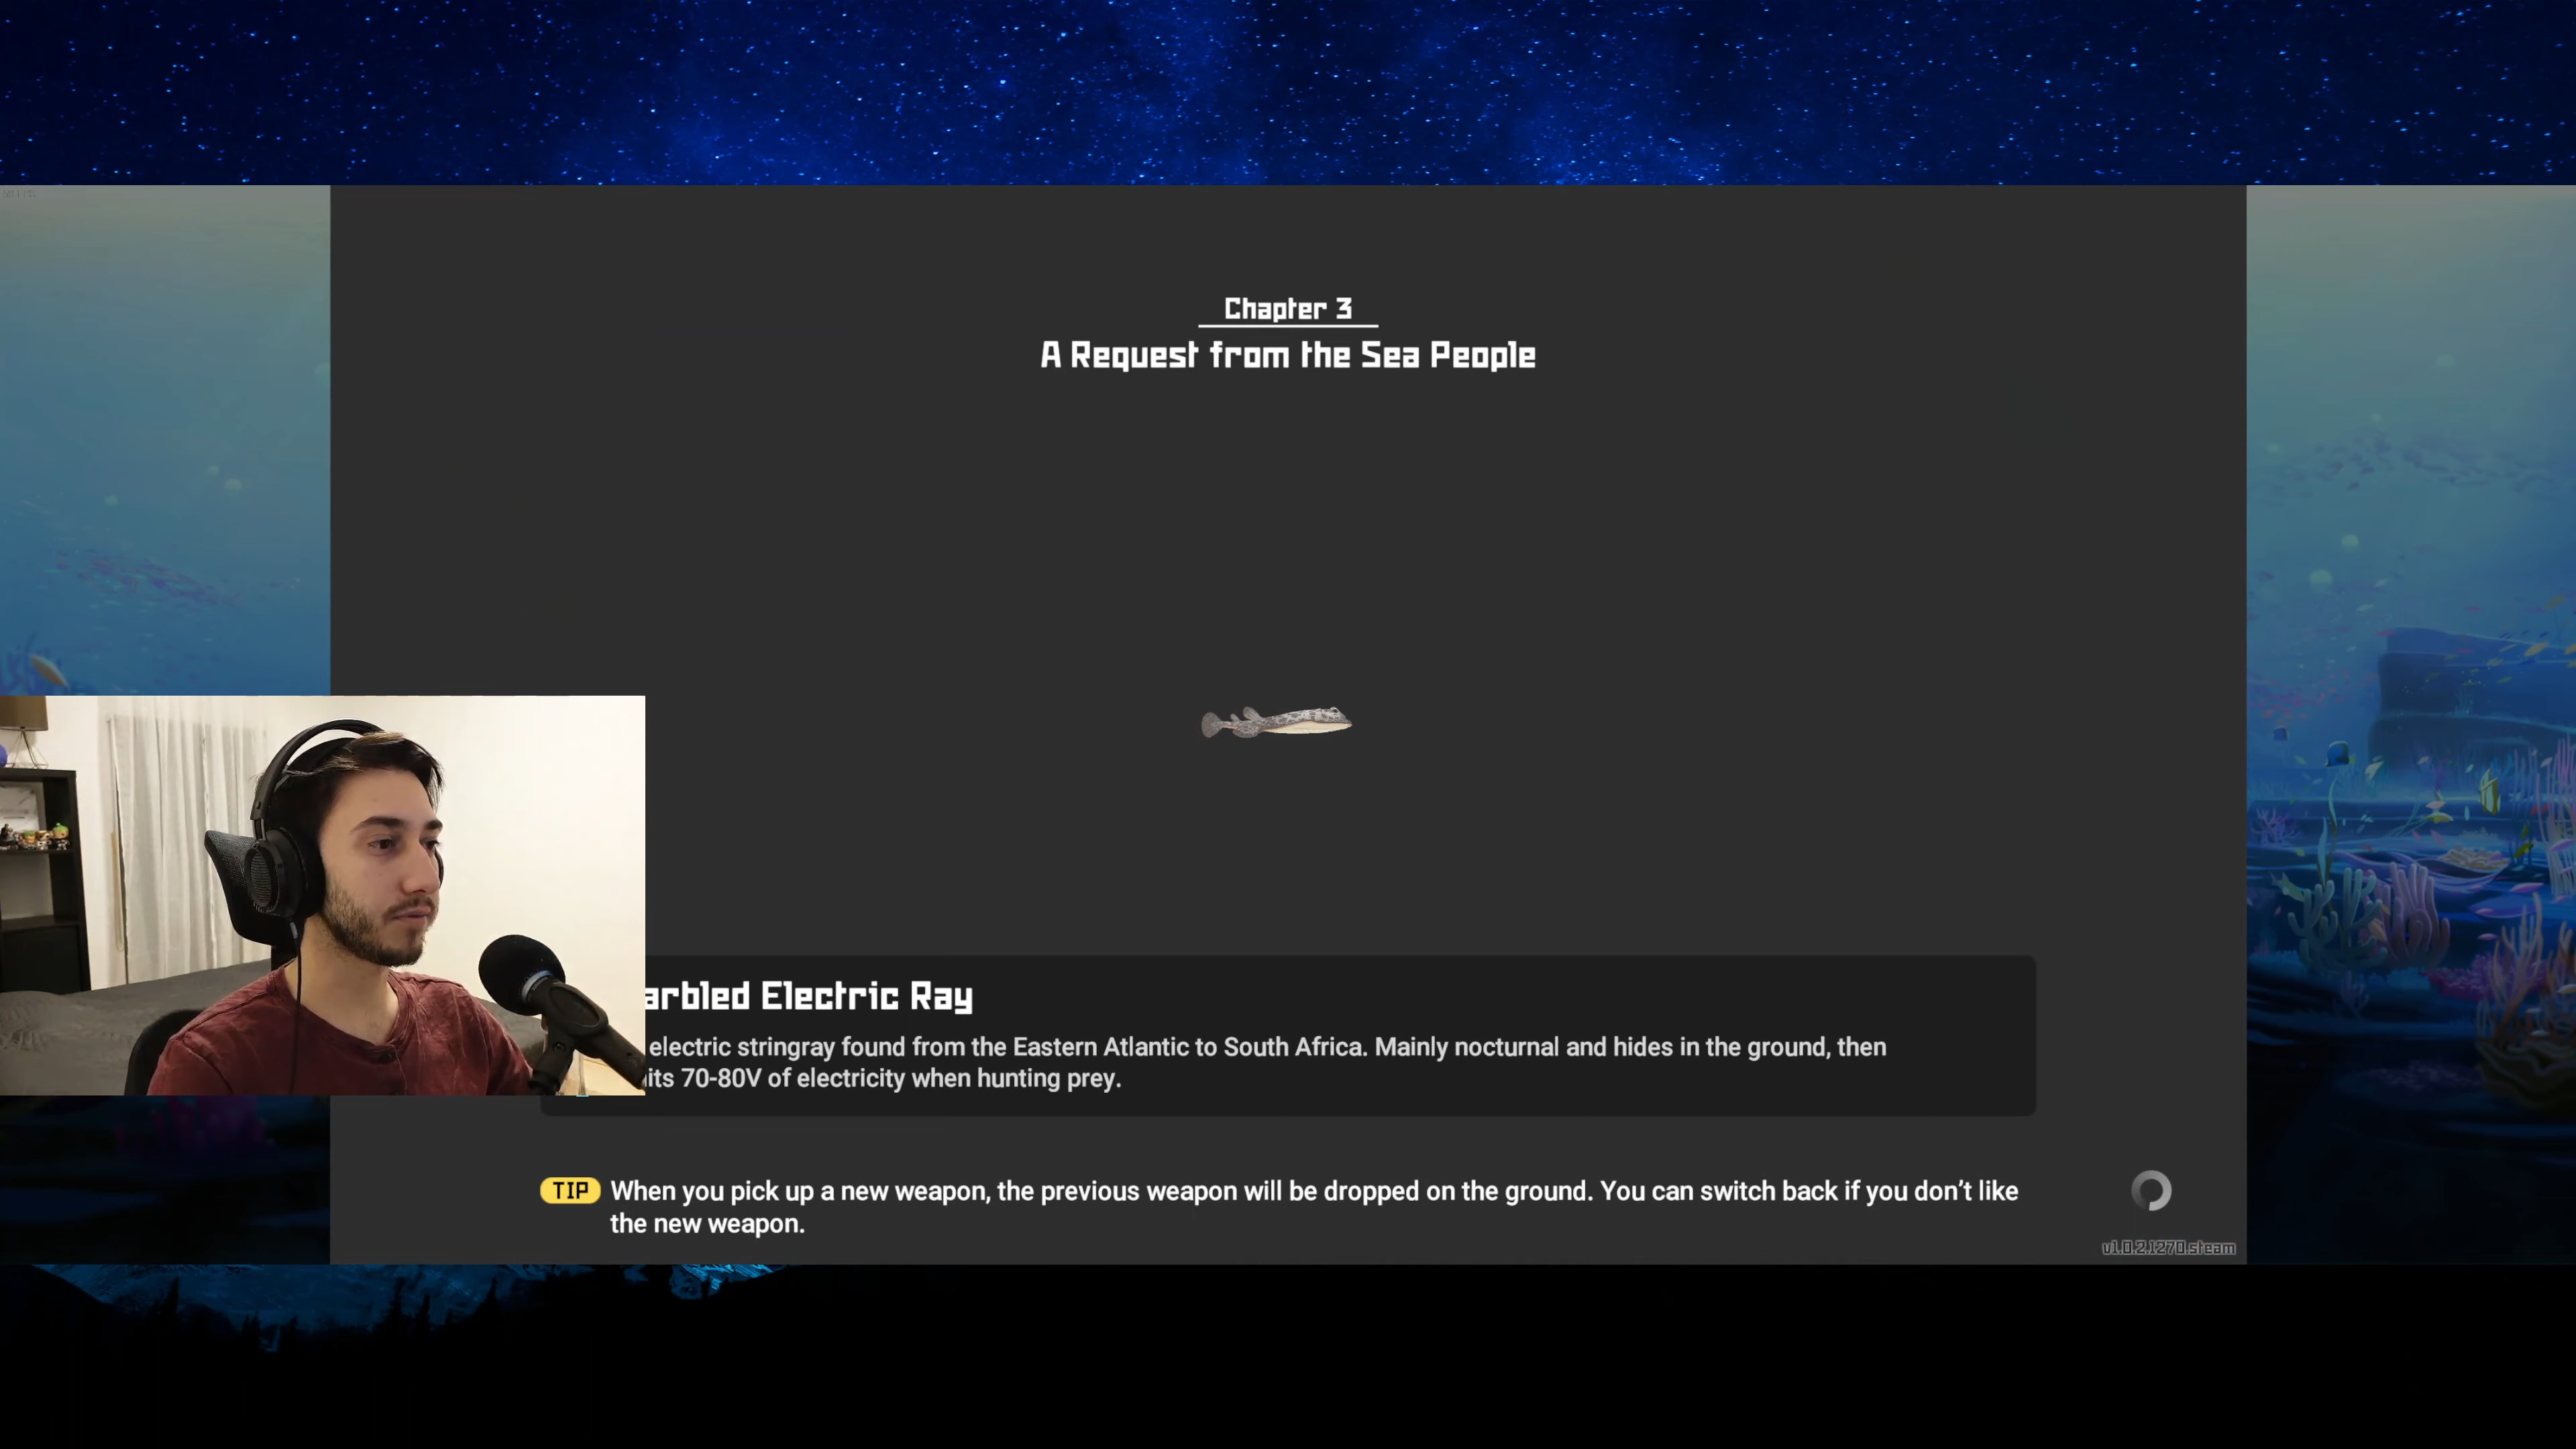 Chapter 3
A Request from the Sea People
arbled Electric Ray
electric stringray found from the Eastern Atlantic to South Africa. Mainly nocturnal and hides in the ground, then
its 70-80V of electricity when hunting prey.
TIP When you pick up a new weapon, the previous weapon will be dropped on the ground. You can switch back if you don't like
the new weapon.
v1.0.2.1270.steam